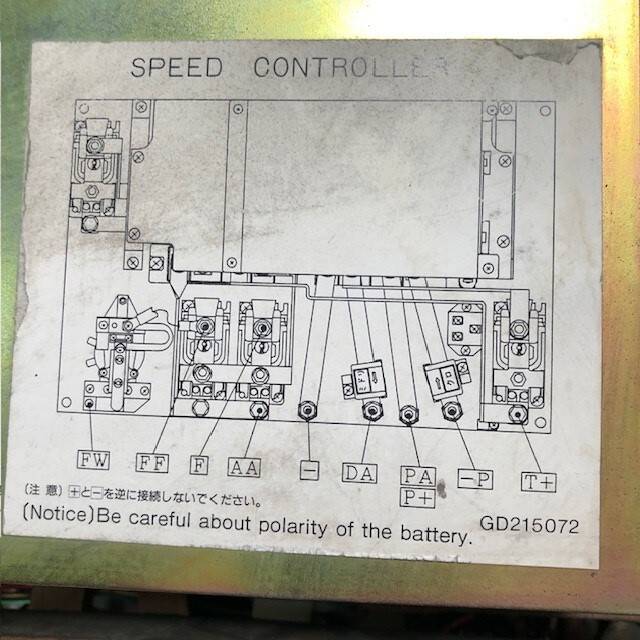 SPEED CONTROLLER
FW FF F AA − DA PA −P T+
P+
(注意)+と−を逆に接続しないでください。
(Notice)Be careful about polarity of the battery.
GD215072